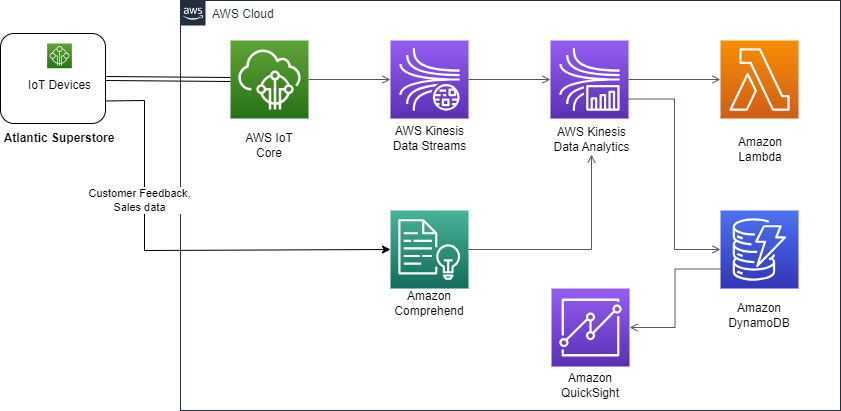 aws
AWS Cloud
IoT Devices
Atlantic Superstore
AWS IoT
Core
AWS Kinesis
Data Streams
AWS Kinesis
Data Analytics
Amazon
Lambda
Customer Feedback,
Sales data
Amazon
Comprehend
Amazon
DynamoDB
Amazon
QuickSight